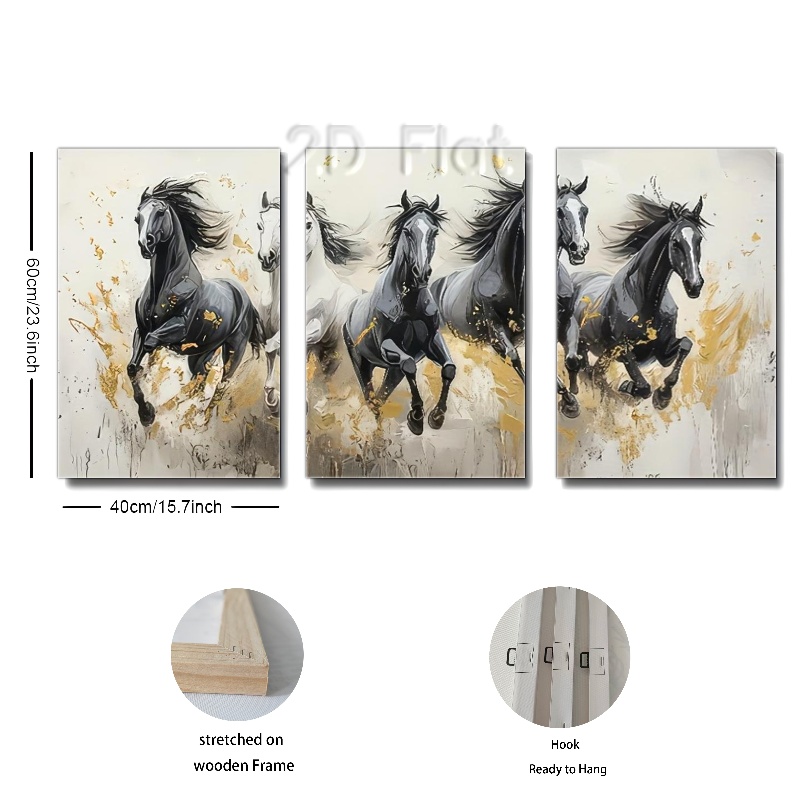 2D Flat
60cm/23.6inch
40cm/15.7inch
stretched on
wooden Frame
Hook
Ready to Hang